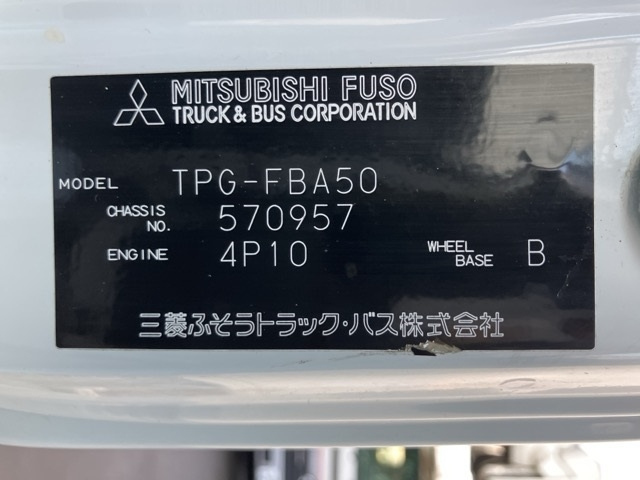 MITSUBISHI FUSO
TRUCK & BUS CORPORATION
MODEL TPG-FBA50
CHASSIS NO. 570957
ENGINE 4P10 WHEEL BASE B
三菱ふそうトラック・バス株式会社